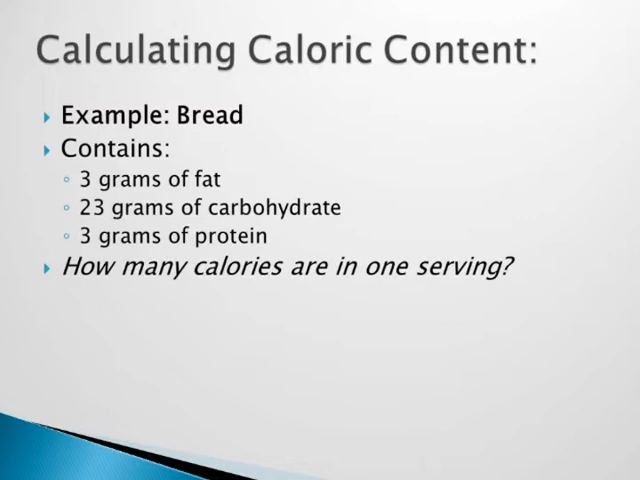 Calculating Caloric Content:
Example: Bread
Contains:
3 grams of fat
23 grams of carbohydrate
3 grams of protein
How many calories are in one serving?